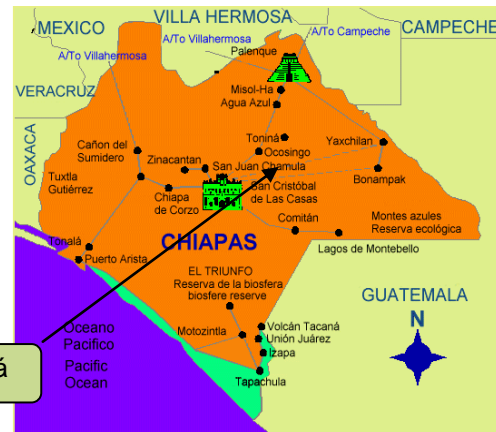 VILLA HERMOSA
MEXICO
CAMPECHE
A/To Villahermosa
A/To Campeche
A/To Villahermosa
Palenque
VERACRUZ
Misol-Ha
Agua Azul
OAXACA
Toniná
Cañon del
Sumidero
Ocosingo
Yaxchilan
Zinacantan
San Juan Chamula
Tuxtla
Gutiérrez
Bonampak
Chiapa
de Corzo
San Cristóbal
de Las Casas
Comitán
Montes azules
Reserva ecológica
CHIAPAS
Tonalá
Lagos de Montebello
Puerto Arista
EL TRIUNFO
Reserva de la biosfera
biosfere reserve
GUATEMALA
N
Oceano
Pacifico
Motozintla
Volcán Tacaná
Unión Juárez
Izapa
Pacific
Ocean
Tapachula
á